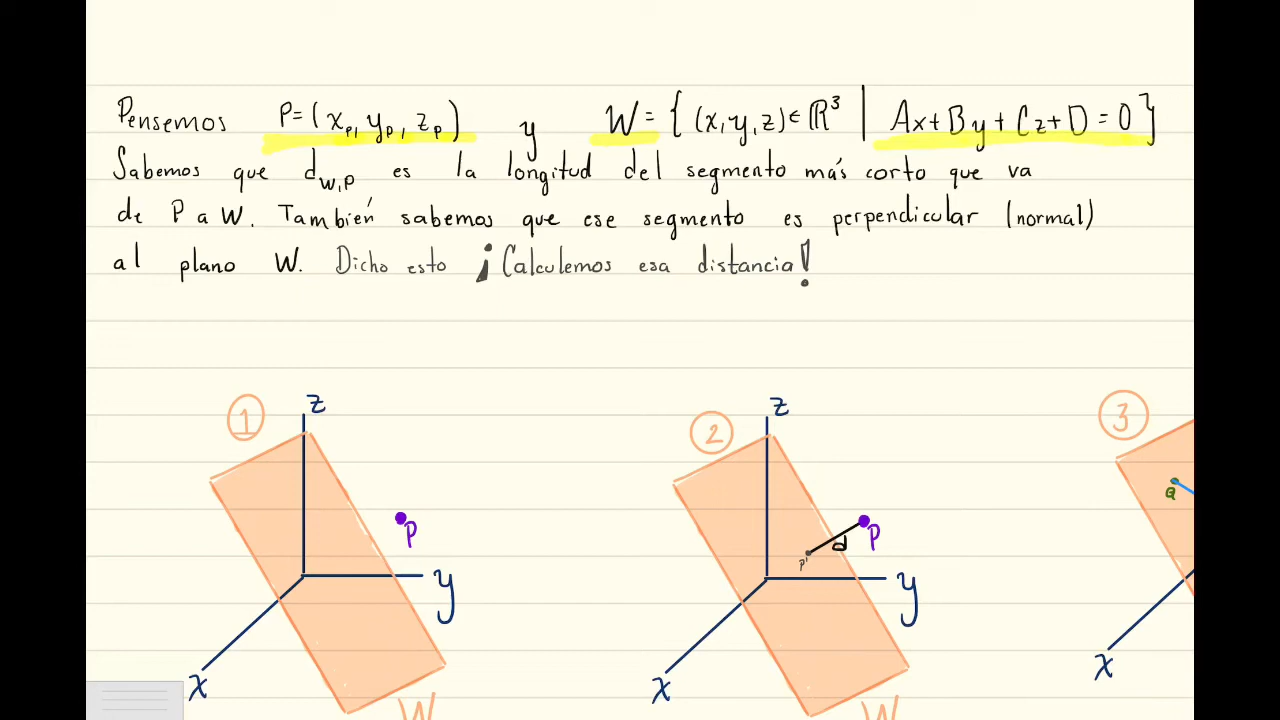 Pensemos P=(xp, yp, zp) y W = { (x,y,z) ∈ ℝ³ | Ax+By+Cz+D=0 }
Sabemos que dW,P es la longitud del segmento más corto que va
de P a W. También sabemos que ese segmento es perpendicular (normal)
al plano W. Dicho esto ¡Calculemos esa distancia!
1 z P y x W
2 z P d P' y x W
3 Q x